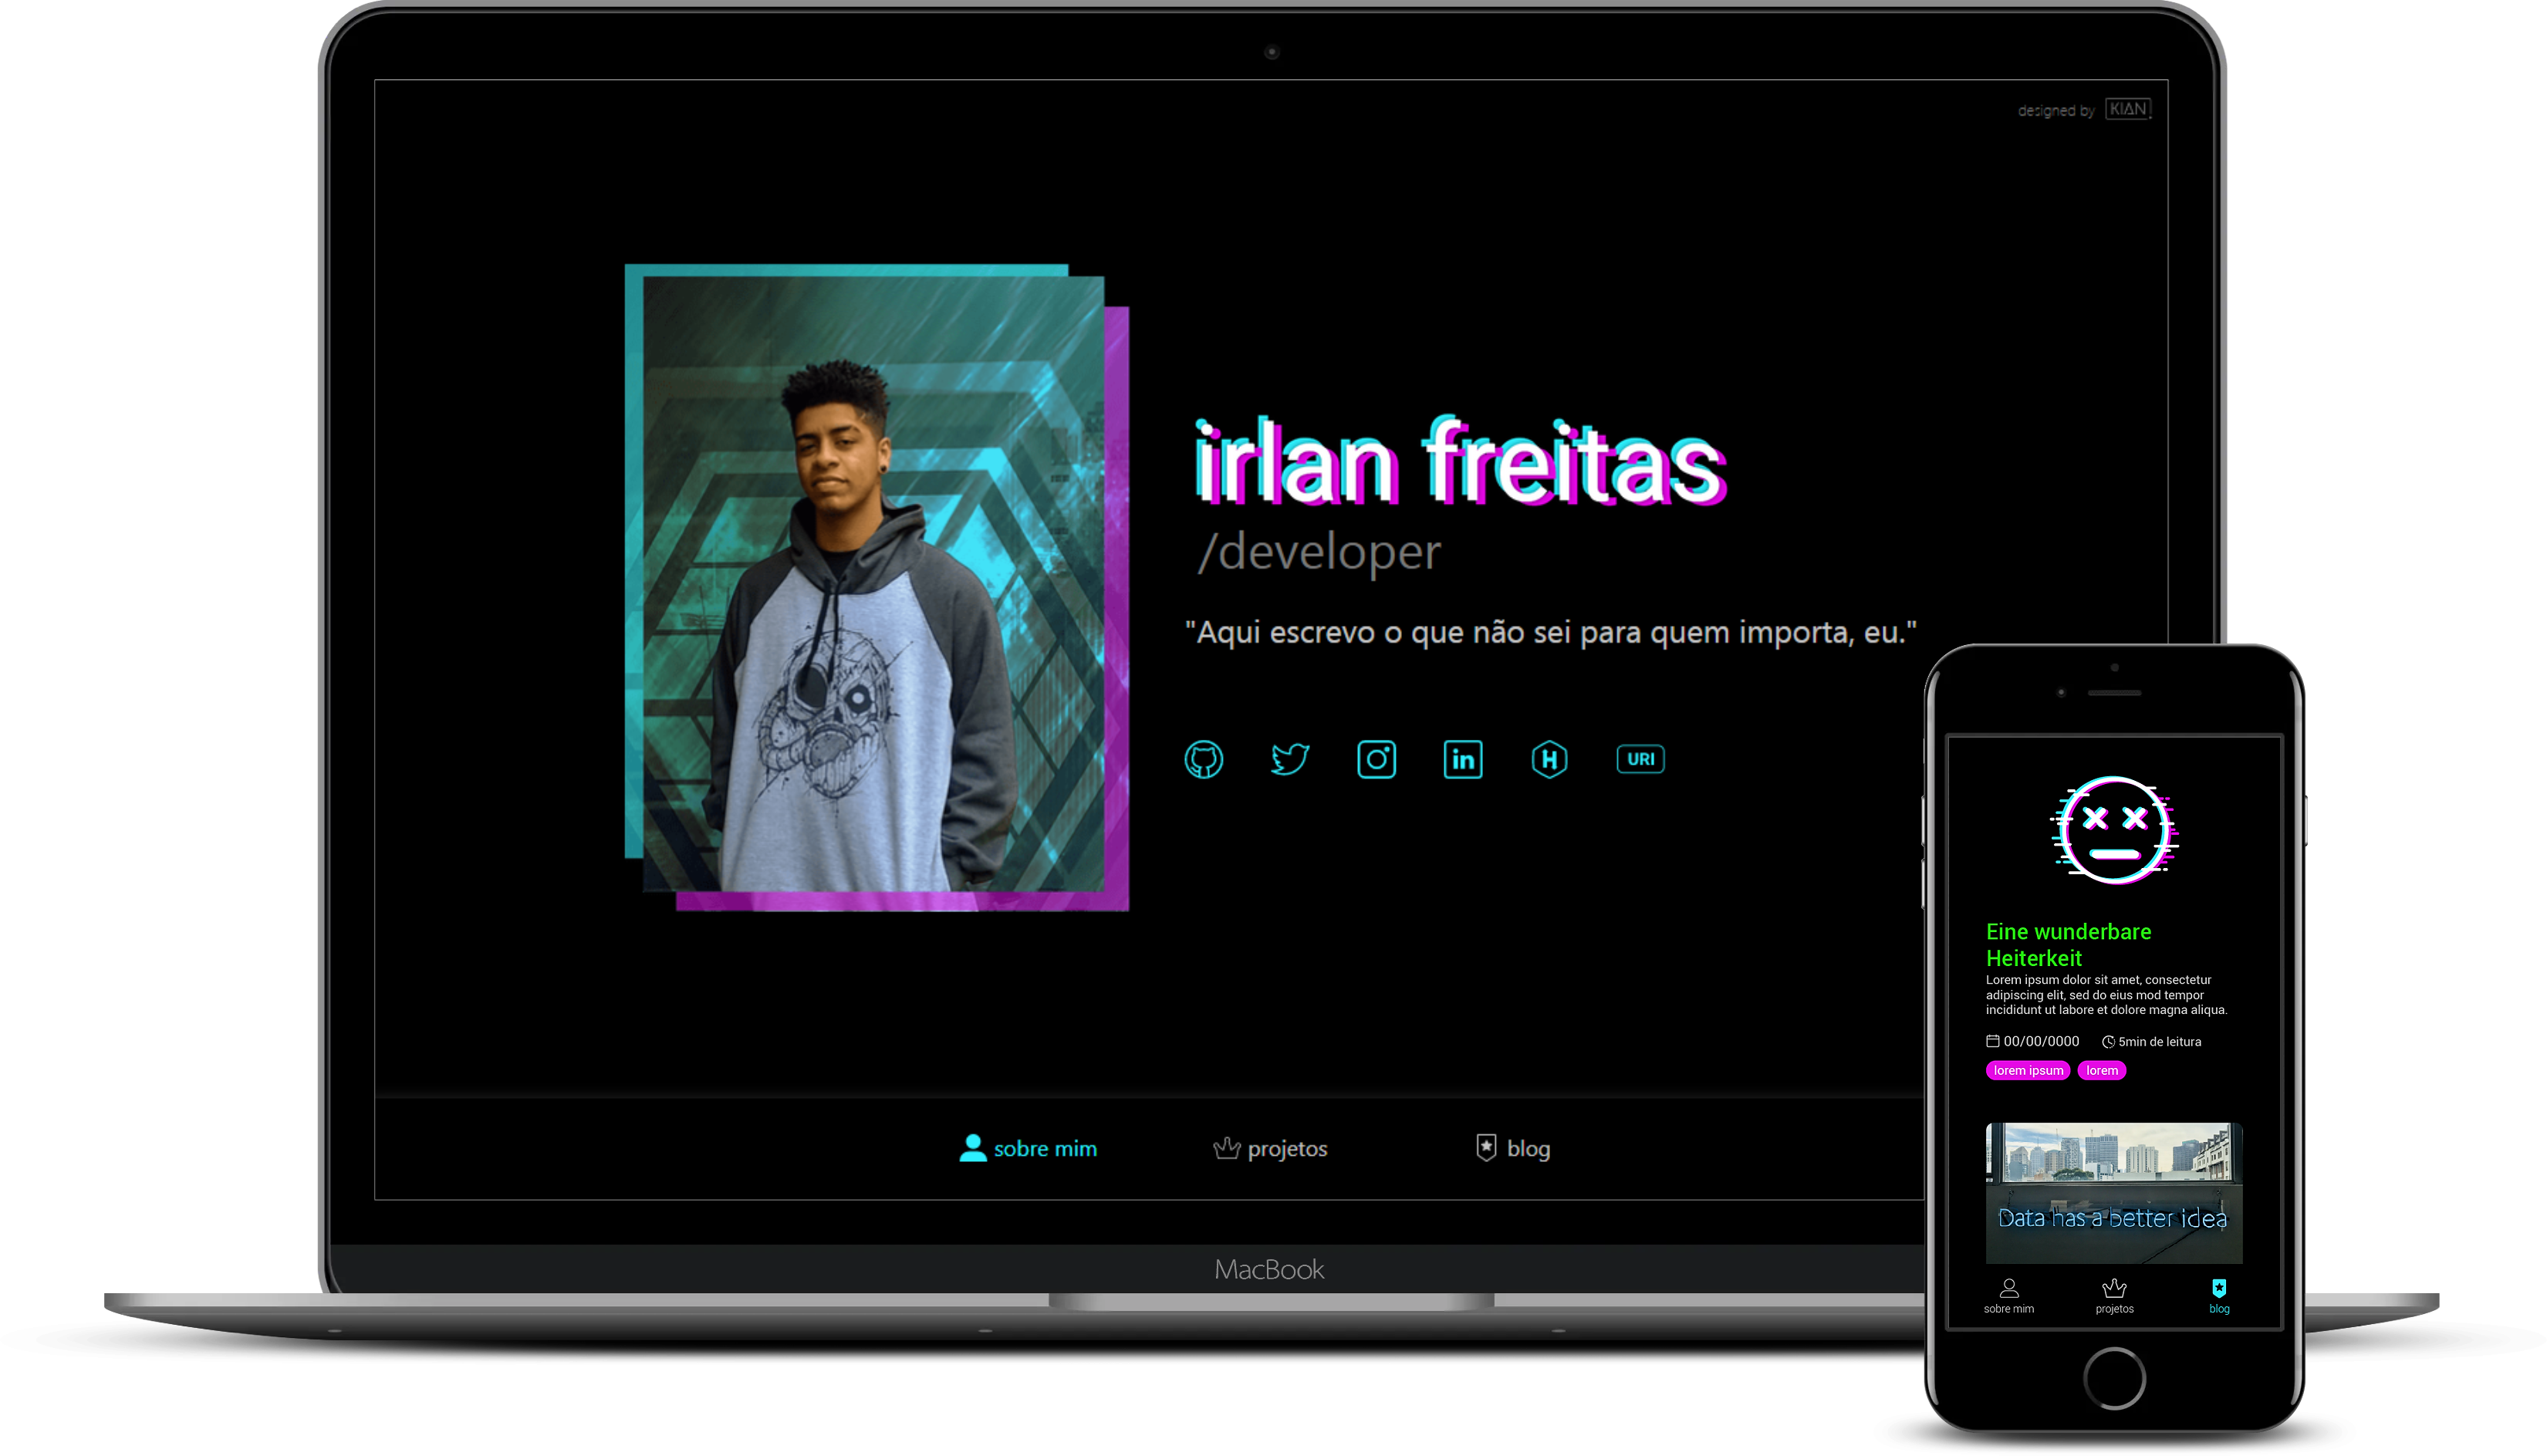 designed by KIAN.
irlan freitas
/developer
"Aqui escrevo o que não sei para quem importa, eu."
in H URI
sobre mim projetos blog
MacBook
Eine wunderbare
Heiterkeit
Lorem ipsum dolor sit amet, consectetur
adipiscing elit, sed do eius mod tempor
incididunt ut labore et dolore magna aliqua.
00/00/0000 5min de leitura
lorem ipsum lorem
Data has a better idea
sobre mim projetos blog